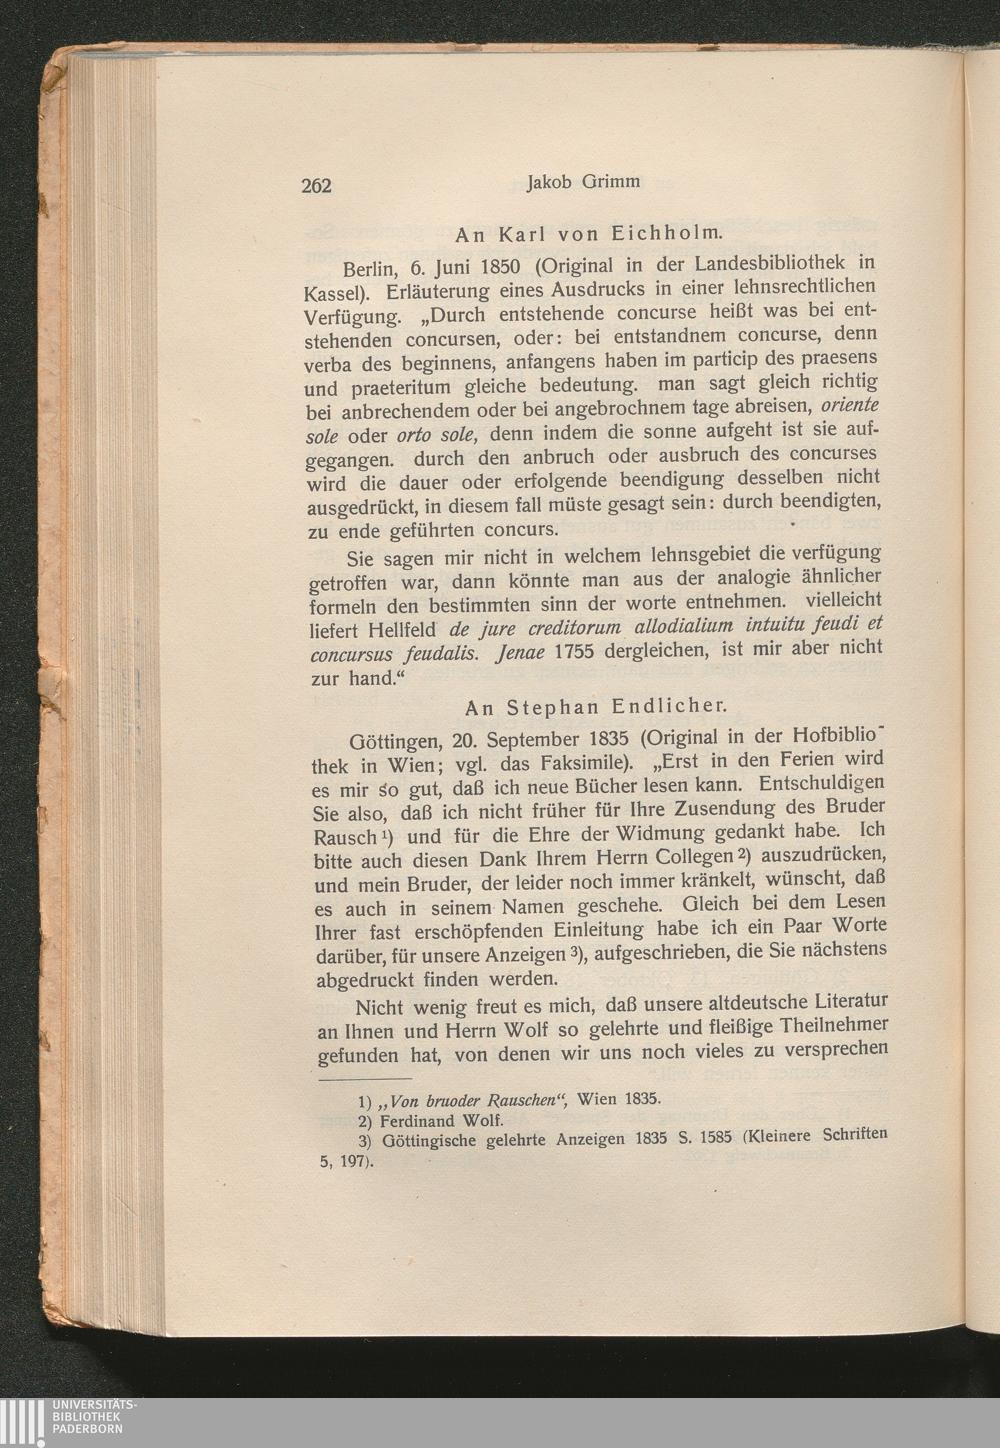 262 Jakob Grimm
An Karl von Eichholm.
Berlin, 6. Juni 1850 (Original in der Landesbibliothek in
Kassel). Erläuterung eines Ausdrucks in einer lehnsrechtlichen
Verfügung. „Durch entstehende concurse heißt was bei ent-
stehenden concursen, oder: bei entstandnem concurse, denn
verba des beginnens, anfangens haben im particip des praesens
und praeteritum gleiche bedeutung. man sagt gleich richtig
bei anbrechendem oder bei angebrochnem tage abreisen, oriente
sole oder orto sole, denn indem die sonne aufgeht ist sie auf-
gegangen. durch den anbruch oder ausbruch des concurses
wird die dauer oder erfolgende beendigung desselben nicht
ausgedrückt, in diesem fall müste gesagt sein: durch beendigten,
zu ende geführten concurs.
Sie sagen mir nicht in welchem lehnsgebiet die verfügung
getroffen war, dann könnte man aus der analogie ähnlicher
formeln den bestimmten sinn der worte entnehmen. vielleicht
liefert Hellfeld de jure creditorum allodialium intuitu feudi et
concursus feudalis. Jenae 1755 dergleichen, ist mir aber nicht
zur hand.“
An Stephan Endlicher.
Göttingen, 20. September 1835 (Original in der Hofbiblio-
thek in Wien; vgl. das Faksimile). „Erst in den Ferien wird
es mir so gut, daß ich neue Bücher lesen kann. Entschuldigen
Sie also, daß ich nicht früher für Ihre Zusendung des Bruder
Rausch ¹) und für die Ehre der Widmung gedankt habe. Ich
bitte auch diesen Dank Ihrem Herrn Collegen ²) auszudrücken,
und mein Bruder, der leider noch immer kränkelt, wünscht, daß
es auch in seinem Namen geschehe. Gleich bei dem Lesen
Ihrer fast erschöpfenden Einleitung habe ich ein Paar Worte
darüber, für unsere Anzeigen ³), aufgeschrieben, die Sie nächstens
abgedruckt finden werden.
Nicht wenig freut es mich, daß unsere altdeutsche Literatur
an Ihnen und Herrn Wolf so gelehrte und fleißige Theilnehmer
gefunden hat, von denen wir uns noch vieles zu versprechen
1) „Von bruoder Rauschen“, Wien 1835.
2) Ferdinand Wolf.
3) Göttingische gelehrte Anzeigen 1835 S. 1585 (Kleinere Schriften
5, 197).
UNIVERSITÄTS-
BIBLIOTHEK
PADERBORN